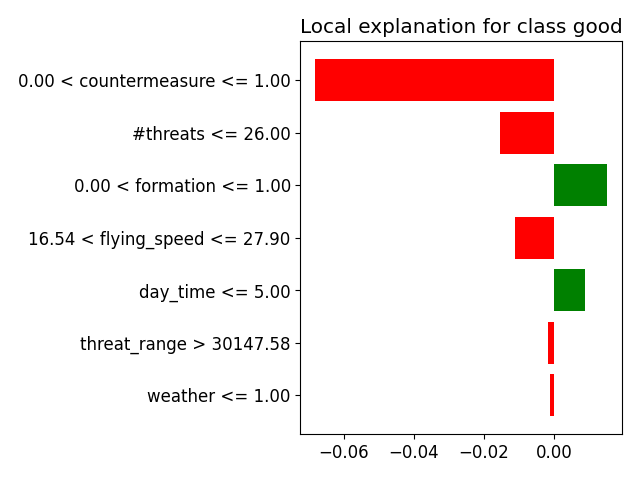 Local explanation for class good
0.00 < countermeasure <= 1.00
#threats <= 26.00
0.00 < formation <= 1.00
16.54 < flying_speed <= 27.90
day_time <= 5.00
threat_range > 30147.58
weather <= 1.00
−0.06 −0.04 −0.02 0.00